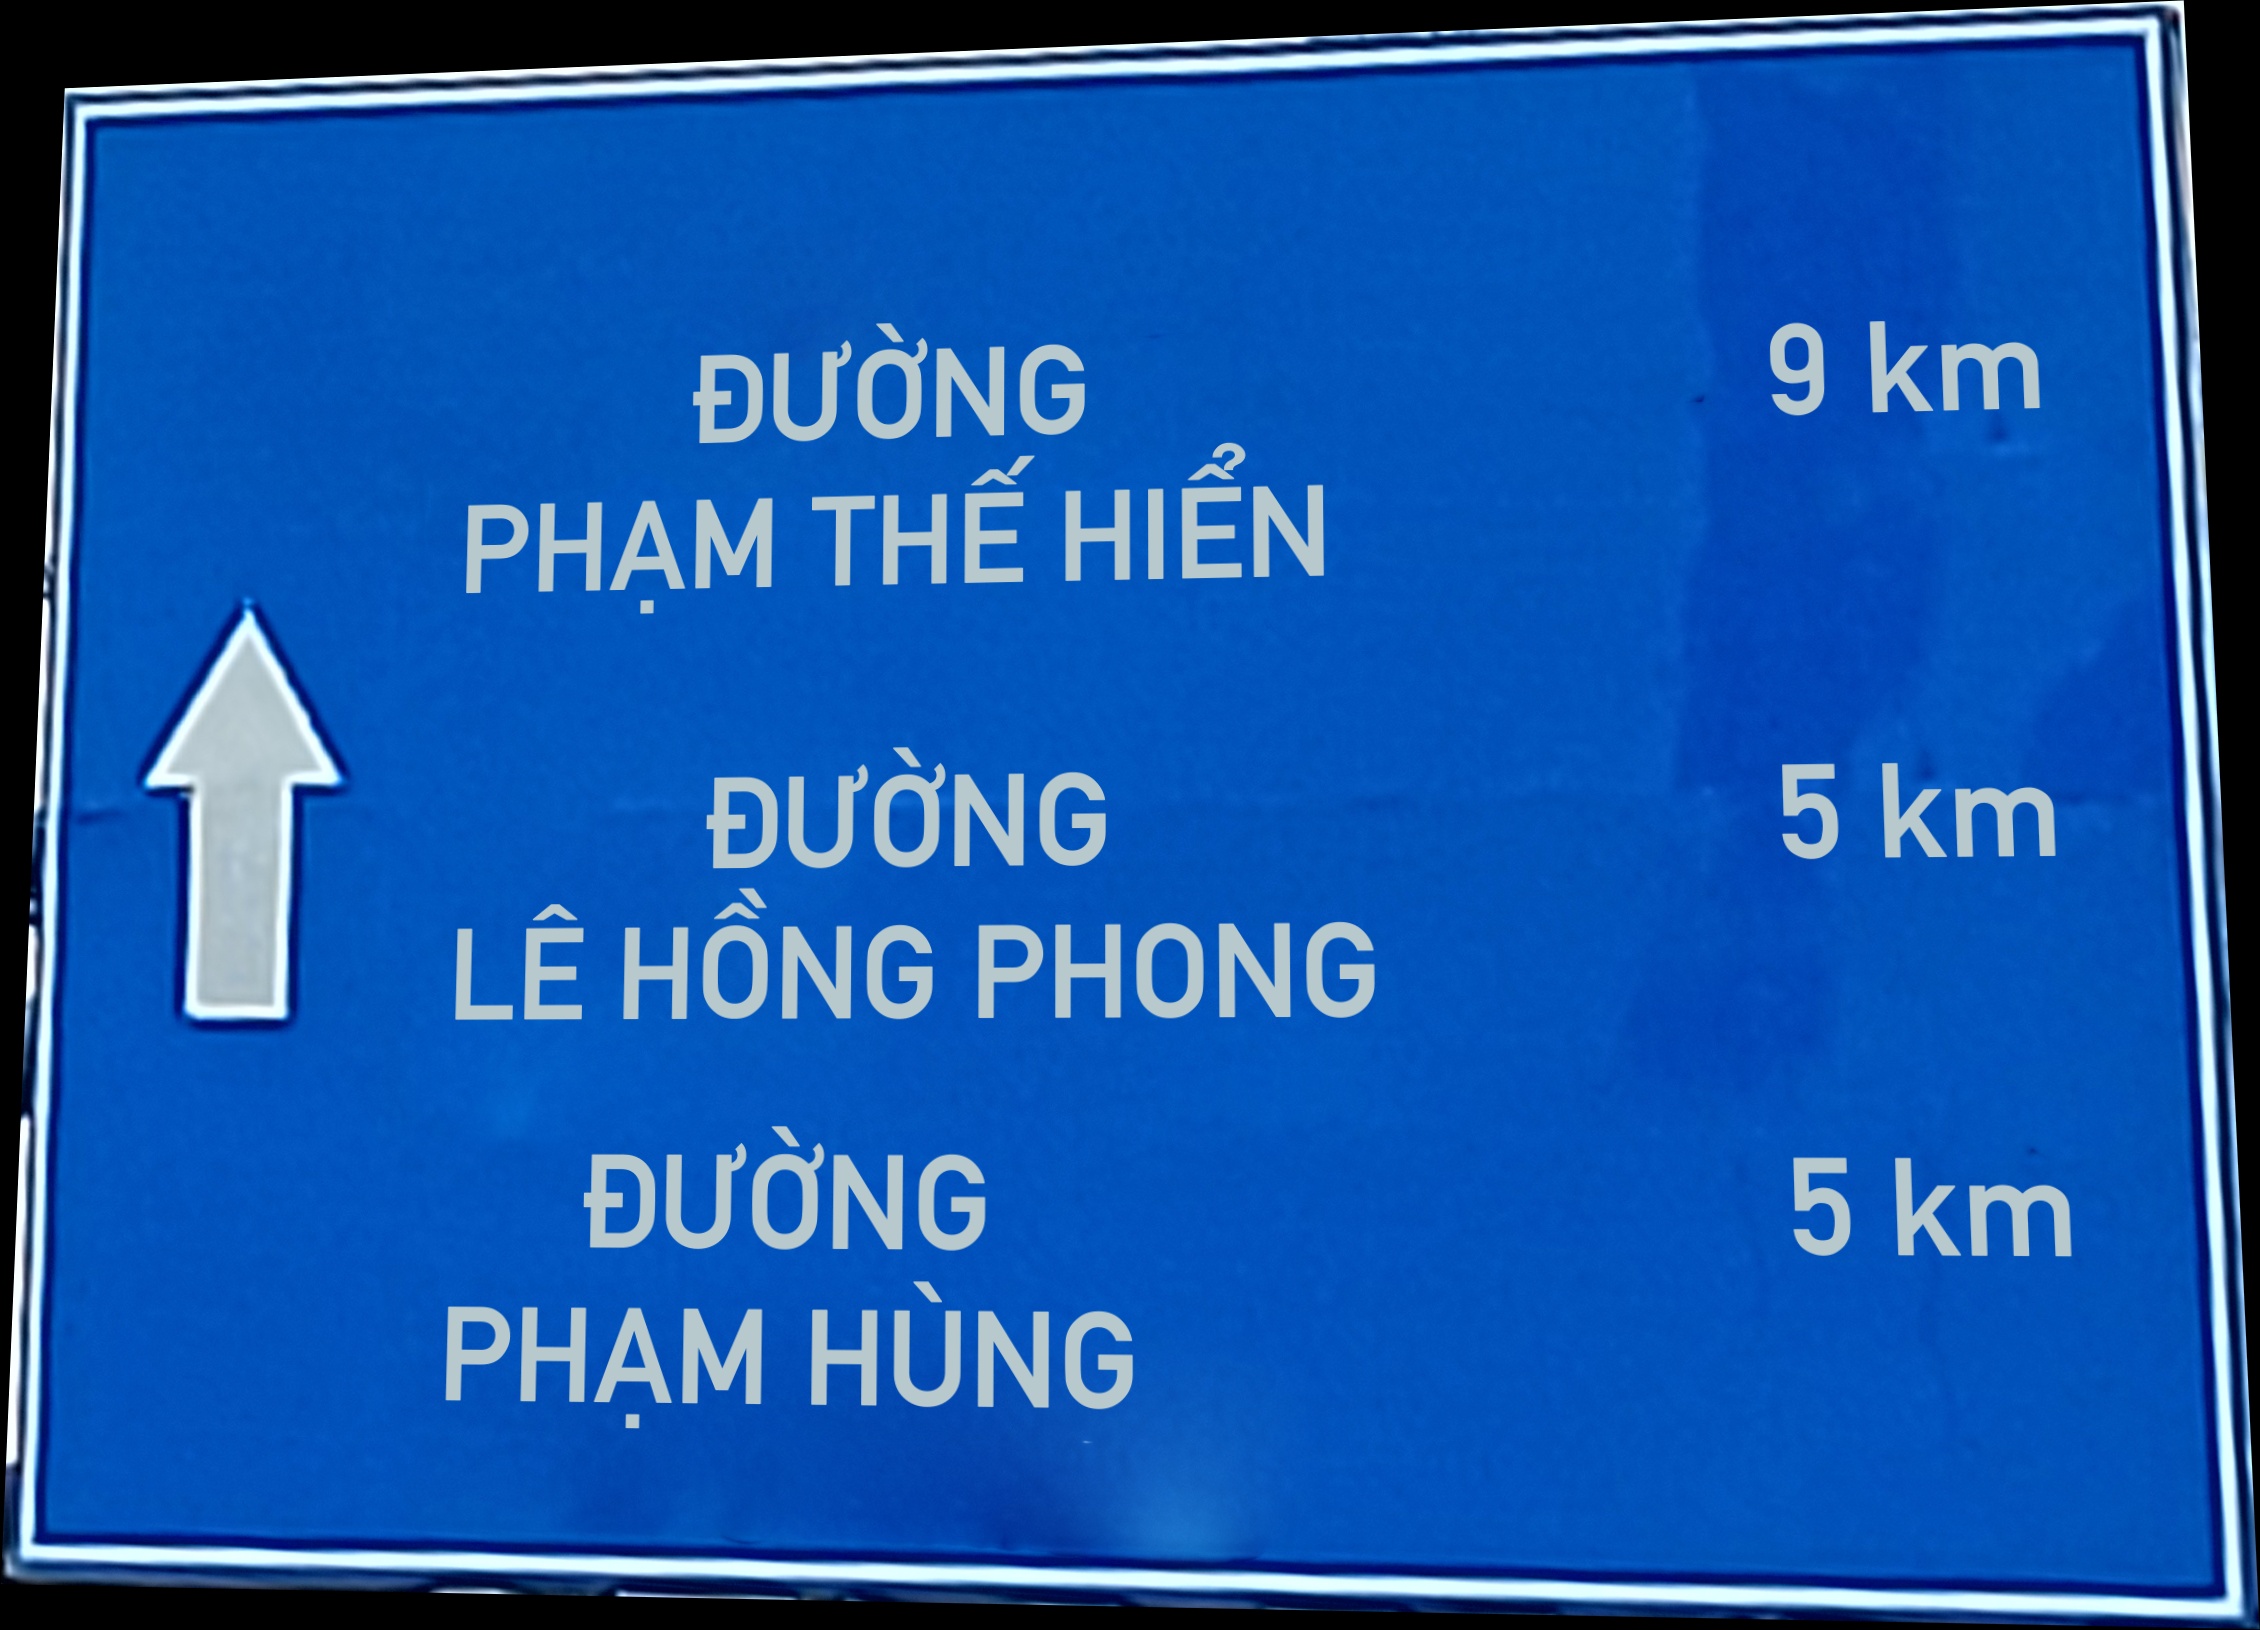 ĐƯỜNG 9 km
PHẠM THẾ HIỂN
ĐƯỜNG 5 km
LÊ HỒNG PHONG
ĐƯỜNG 5 km
PHẠM HÙNG